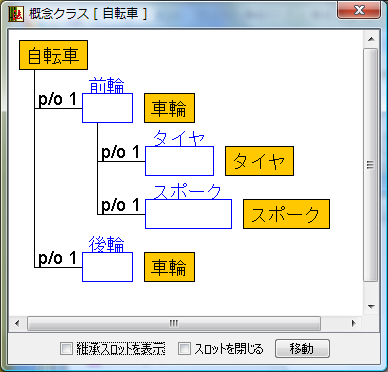 概念クラス [ 自転車 ]
自転車
前輪
p/o 1
車輪
タイヤ
p/o 1
タイヤ
スポーク
p/o 1
スポーク
後輪
p/o 1
車輪
継承スロットを表示 スロットを閉じる 移動